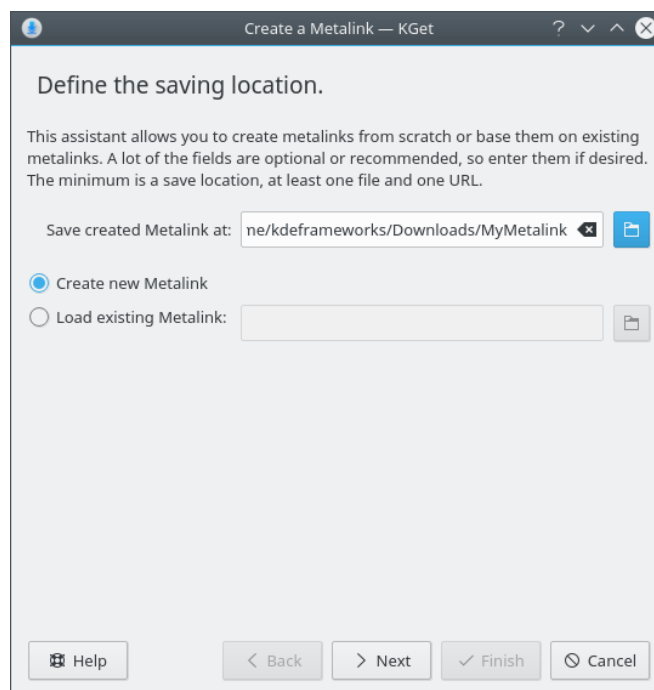 Create a Metalink — KGet
Define the saving location.
This assistant allows you to create metalinks from scratch or base them on existing
metalinks. A lot of the fields are optional or recommended, so enter them if desired.
The minimum is a save location, at least one file and one URL.
Save created Metalink at: ne/kdeframeworks/Downloads/MyMetalink
Create new Metalink
Load existing Metalink:
Help Back Next Finish Cancel